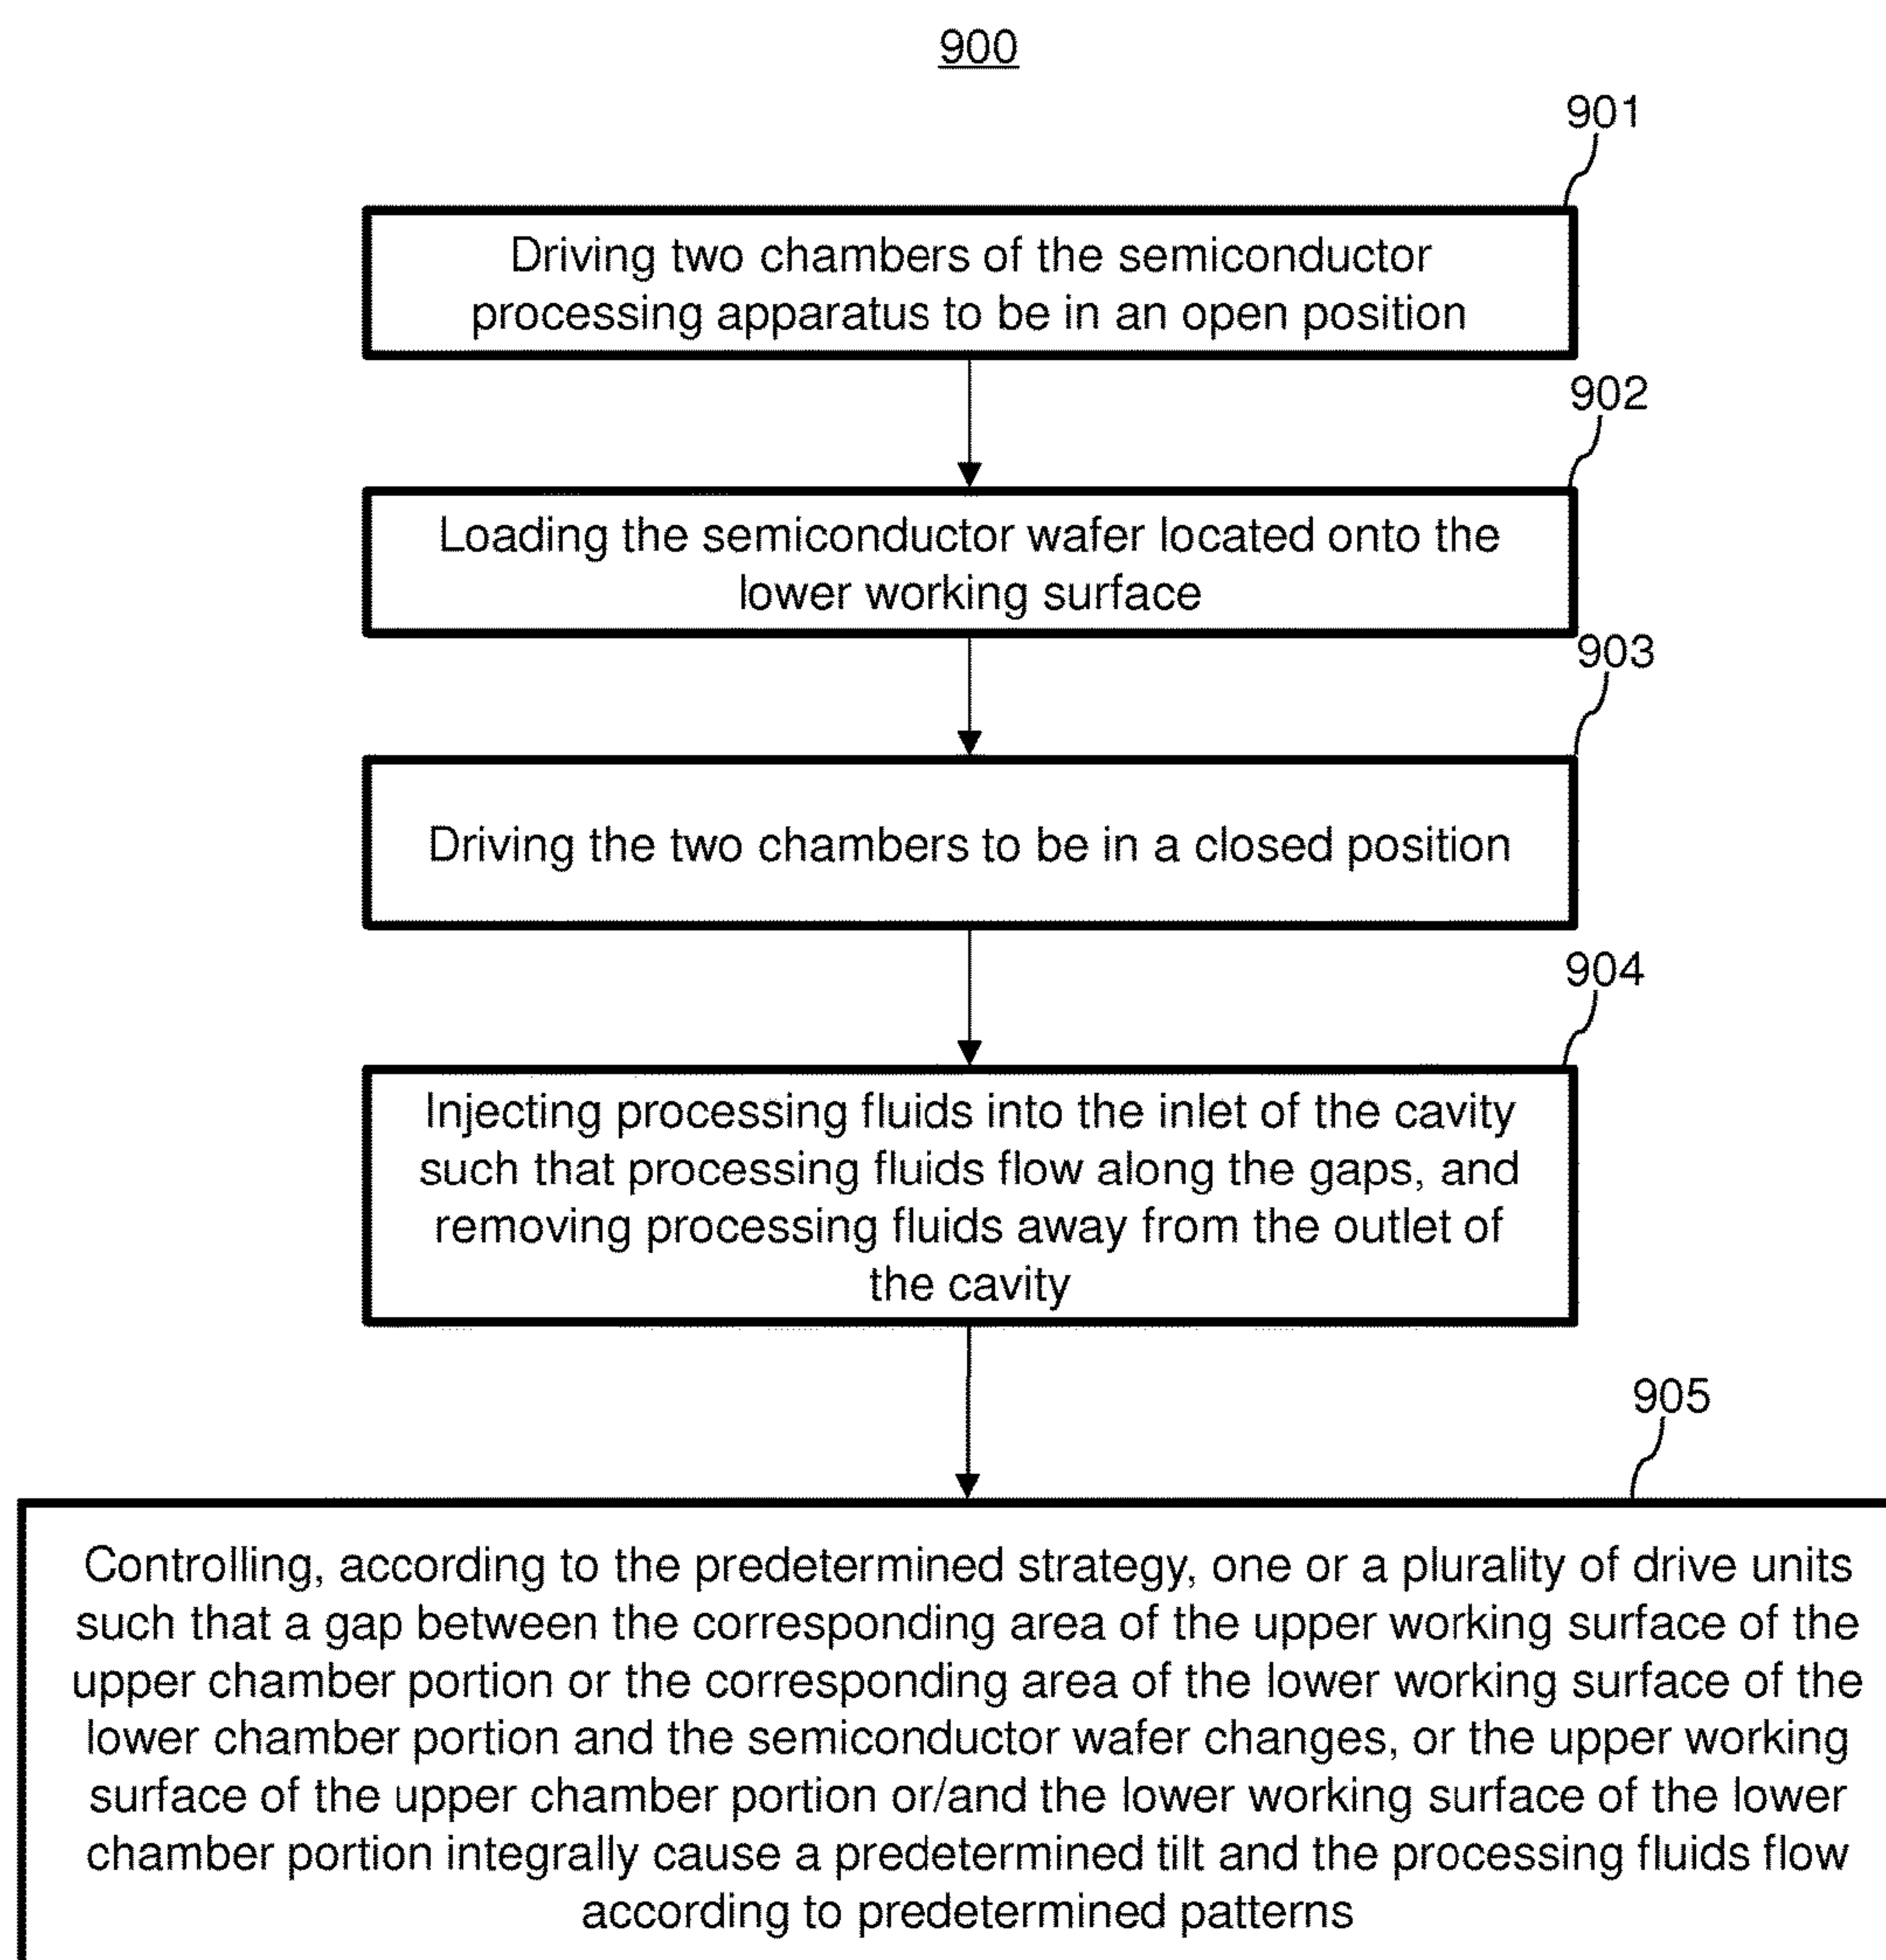 900
901
Driving two chambers of the semiconductor
processing apparatus to be in an open position
902
Loading the semiconductor wafer located onto the
lower working surface
903
Driving the two chambers to be in a closed position
904
Injecting processing fluids into the inlet of the cavity
such that processing fluids flow along the gaps, and
removing processing fluids away from the outlet of
the cavity
905
Controlling, according to the predetermined strategy, one or a plurality of drive units
such that a gap between the corresponding area of the upper working surface of the
upper chamber portion or the corresponding area of the lower working surface of the
lower chamber portion and the semiconductor wafer changes, or the upper working
surface of the upper chamber portion or/and the lower working surface of the lower
chamber portion integrally cause a predetermined tilt and the processing fluids flow
according to predetermined patterns